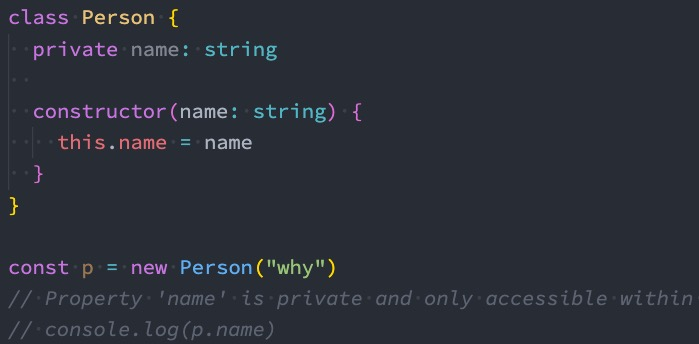 class Person {
  private name: string

  constructor(name: string) {
    this.name = name
  }
}

const p = new Person("why")
// Property 'name' is private and only accessible within
// console.log(p.name)